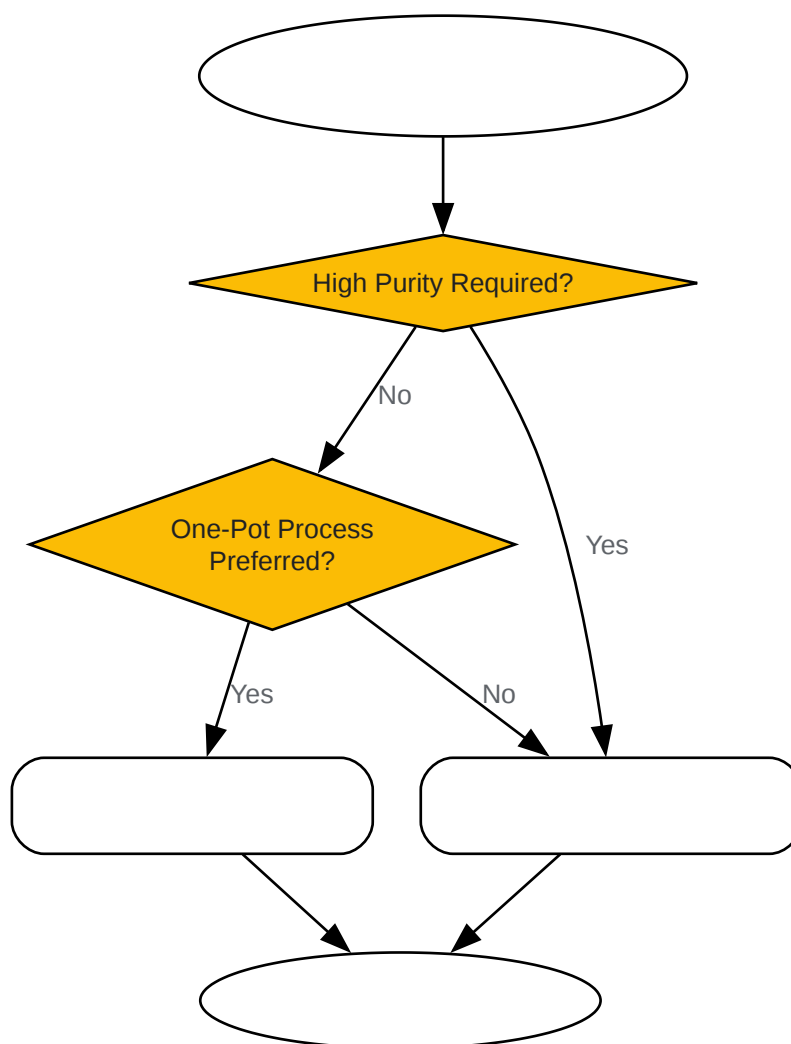 High Purity Required?
No
One-Pot Process
Preferred?
Yes
Yes
No